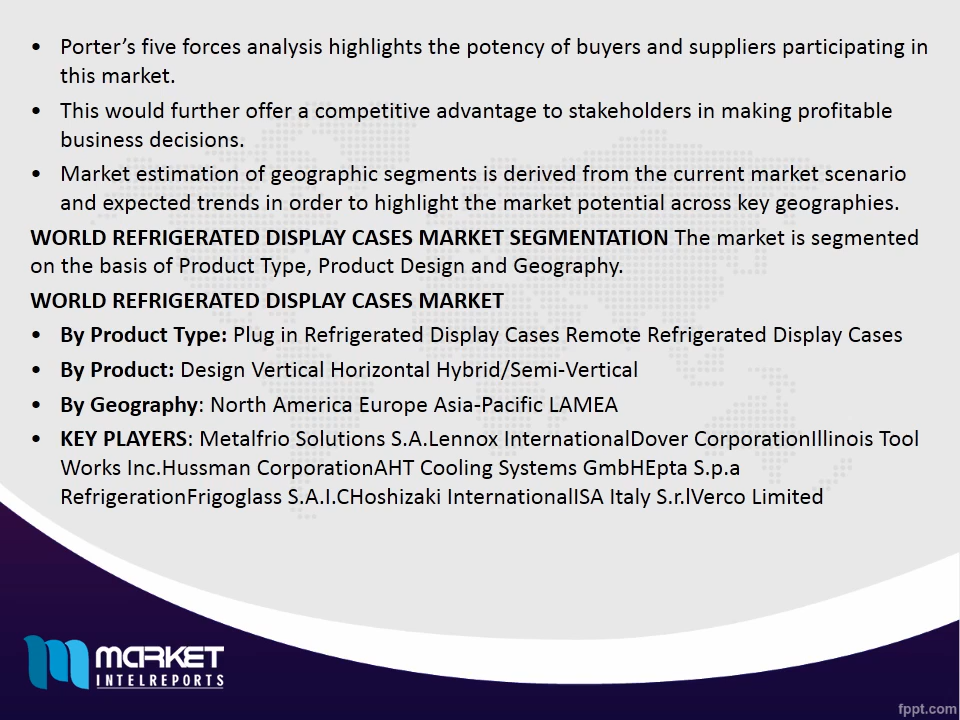 • Porter’s five forces analysis highlights the potency of buyers and suppliers participating in
this market.
• This would further offer a competitive advantage to stakeholders in making profitable
business decisions.
• Market estimation of geographic segments is derived from the current market scenario
and expected trends in order to highlight the market potential across key geographies.
WORLD REFRIGERATED DISPLAY CASES MARKET SEGMENTATION The market is segmented
on the basis of Product Type, Product Design and Geography.
WORLD REFRIGERATED DISPLAY CASES MARKET
• By Product Type: Plug in Refrigerated Display Cases Remote Refrigerated Display Cases
• By Product: Design Vertical Horizontal Hybrid/Semi-Vertical
• By Geography: North America Europe Asia-Pacific LAMEA
• KEY PLAYERS: Metalfrio Solutions S.A.Lennox InternationalDover CorporationIllinois Tool
Works Inc.Hussman CorporationAHT Cooling Systems GmbHEpta S.p.a
RefrigerationFrigoglass S.A.I.CHoshizaki InternationalISA Italy S.r.lVerco Limited
MARKET
INTELREPORTS
fppt.com